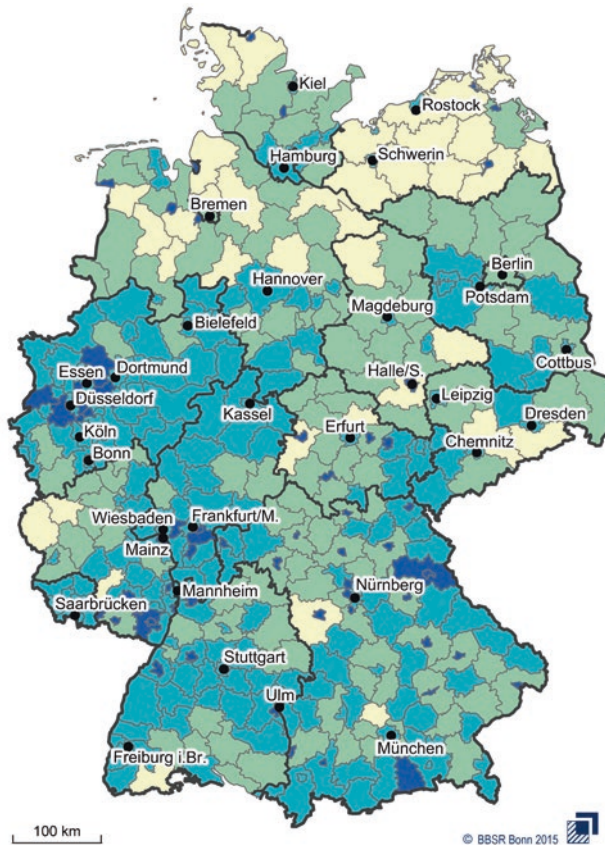 Kiel
Rostock
Hamburg
Schwerin
Bremen
Berlin
Hannover
Potsdam
Magdeburg
Bielefeld
Cottbus
Essen
Dortmund
Halle/S.
Leipzig
Düsseldorf
Kassel
Dresden
Köln
Erfurt
Chemnitz
Bonn
Wiesbaden
Frankfurt/M.
Mainz
Mannheim
Nürnberg
Saarbrücken
Stuttgart
Ulm
München
Freiburg i.Br.
100 km
© BBSR Bonn 2015